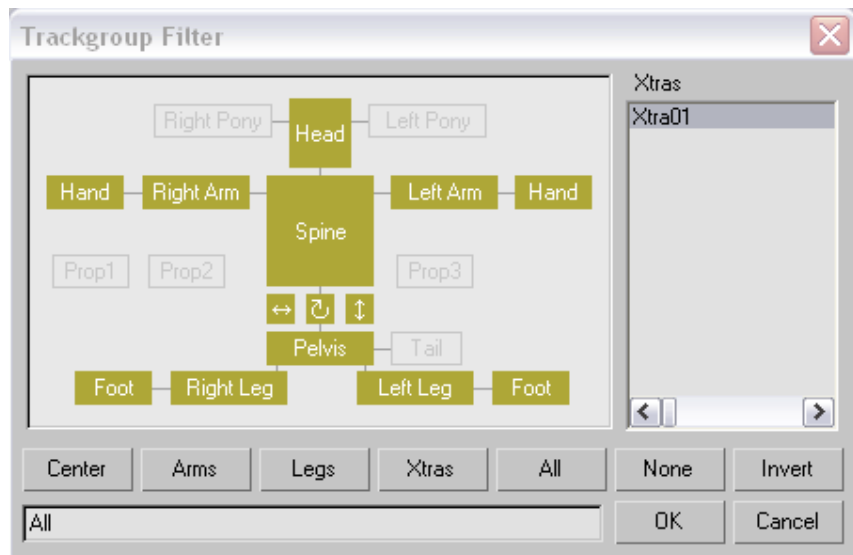 Trackgroup Filter
Xtras
Right Pony Head Left Pony
Xtra01
Hand Right Arm Spine Left Arm Hand
Prop1 Prop2 Prop3
Pelvis Tail
Foot Right Leg Left Leg Foot
Center Arms Legs Xtras All None Invert
All OK Cancel